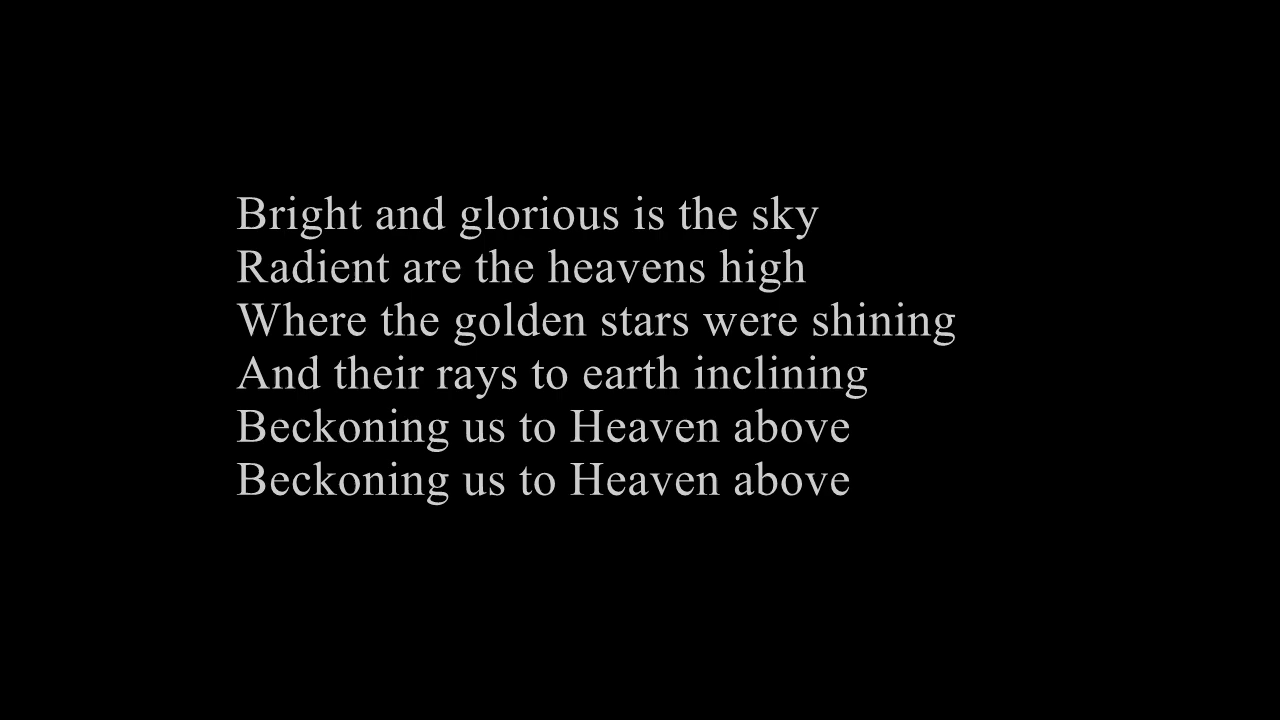 Bright and glorious is the sky
Radient are the heavens high
Where the golden stars were shining
And their rays to earth inclining
Beckoning us to Heaven above
Beckoning us to Heaven above